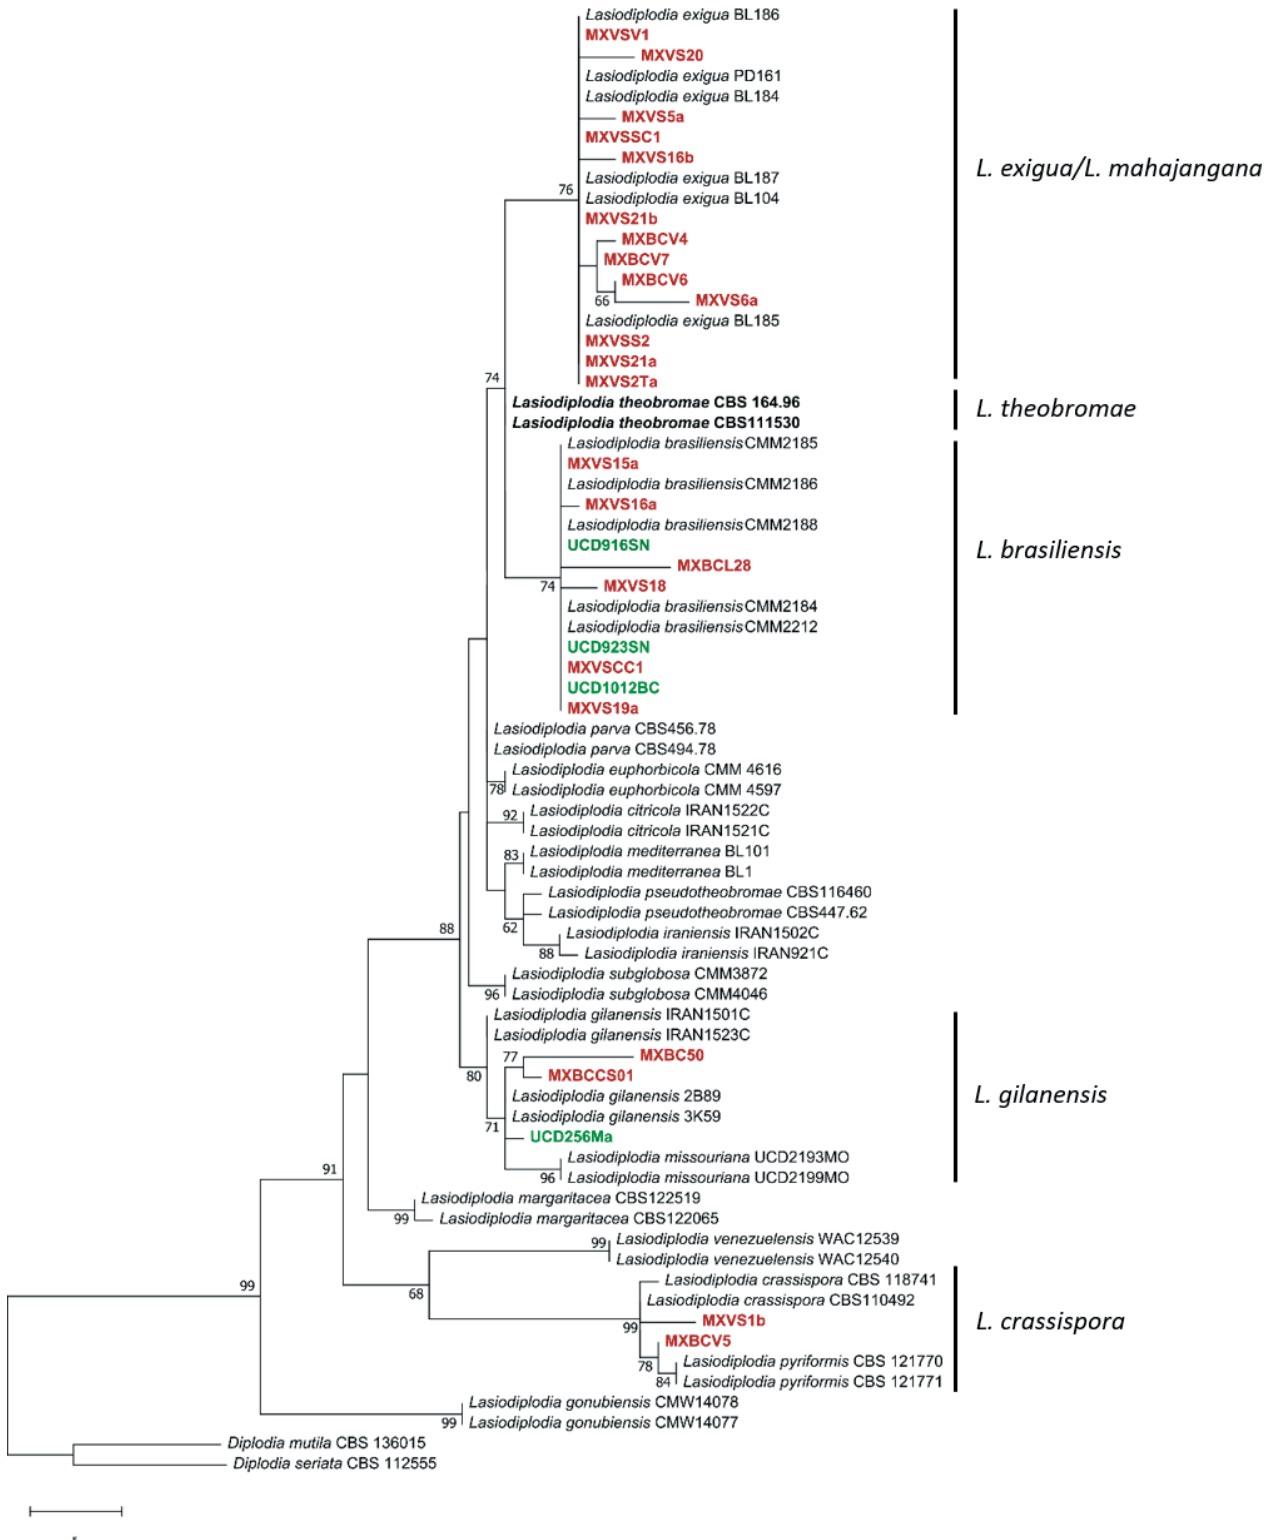 Lasiodiplodia exigua BL186
MXVSV1
MXVS20
Lasiodiplodia exigua PD161
Lasiodiplodia exigua BL184
MXVS5a
MXVSSC1
MXVS16b
L. exigua/L. mahajangana
Lasiodiplodia exigua BL187
76
Lasiodiplodia exigua BL104
MXVS21b
MXBCV4
MXBCV7
MXBCV6
66
MXVS6a
Lasiodiplodia exigua BL185
MXVSS2
MXVS21a
74
MXVS2Ta
Lasiodiplodia theobromae CBS 164.96
L. theobromae
Lasiodiplodia theobromae CBS111530
Lasiodiplodia brasiliensis CMM2185
MXVS15a
Lasiodiplodia brasiliensis CMM2186
MXVS16a
Lasiodiplodia brasiliensis CMM2188
UCD916SN
L. brasiliensis
MXBCL28
74
MXVS18
Lasiodiplodia brasiliensis CMM2184
Lasiodiplodia brasiliensis CMM2212
UCD923SN
MXVSCC1
UCD1012BC
MXVS19a
Lasiodiplodia parva CBS456.78
Lasiodiplodia parva CBS494.78
Lasiodiplodia euphorbicola CMM 4616
78
Lasiodiplodia euphorbicola CMM 4597
92
Lasiodiplodia citricola IRAN1522C
Lasiodiplodia citricola IRAN1521C
83
Lasiodiplodia mediterranea BL101
Lasiodiplodia mediterranea BL1
Lasiodiplodia pseudotheobromae CBS116460
Lasiodiplodia pseudotheobromae CBS447.62
62
88
Lasiodiplodia iraniensis IRAN1502C
88
Lasiodiplodia iraniensis IRAN921C
Lasiodiplodia subglobosa CMM3872
96
Lasiodiplodia subglobosa CMM4046
Lasiodiplodia gilanensis IRAN1501C
Lasiodiplodia gilanensis IRAN1523C
77
MXBC50
80
MXBCCS01
Lasiodiplodia gilanensis 2B89
L. gilanensis
Lasiodiplodia gilanensis 3K59
71
UCD256Ma
Lasiodiplodia missouriana UCD2193MO
91
96
Lasiodiplodia missouriana UCD2199MO
Lasiodiplodia margaritacea CBS122519
99
Lasiodiplodia margaritacea CBS122065
99
Lasiodiplodia venezuelensis WAC12539
Lasiodiplodia venezuelensis WAC12540
99
68
Lasiodiplodia crassispora CBS 118741
Lasiodiplodia crassispora CBS110492
99
MXVS1b
L. crassispora
MXBCV5
78
Lasiodiplodia pyriformis CBS 121770
84
Lasiodiplodia pyriformis CBS 121771
Lasiodiplodia gonubiensis CMW14078
99
Lasiodiplodia gonubiensis CMW14077
Diplodia mutila CBS 136015
Diplodia seriata CBS 112555